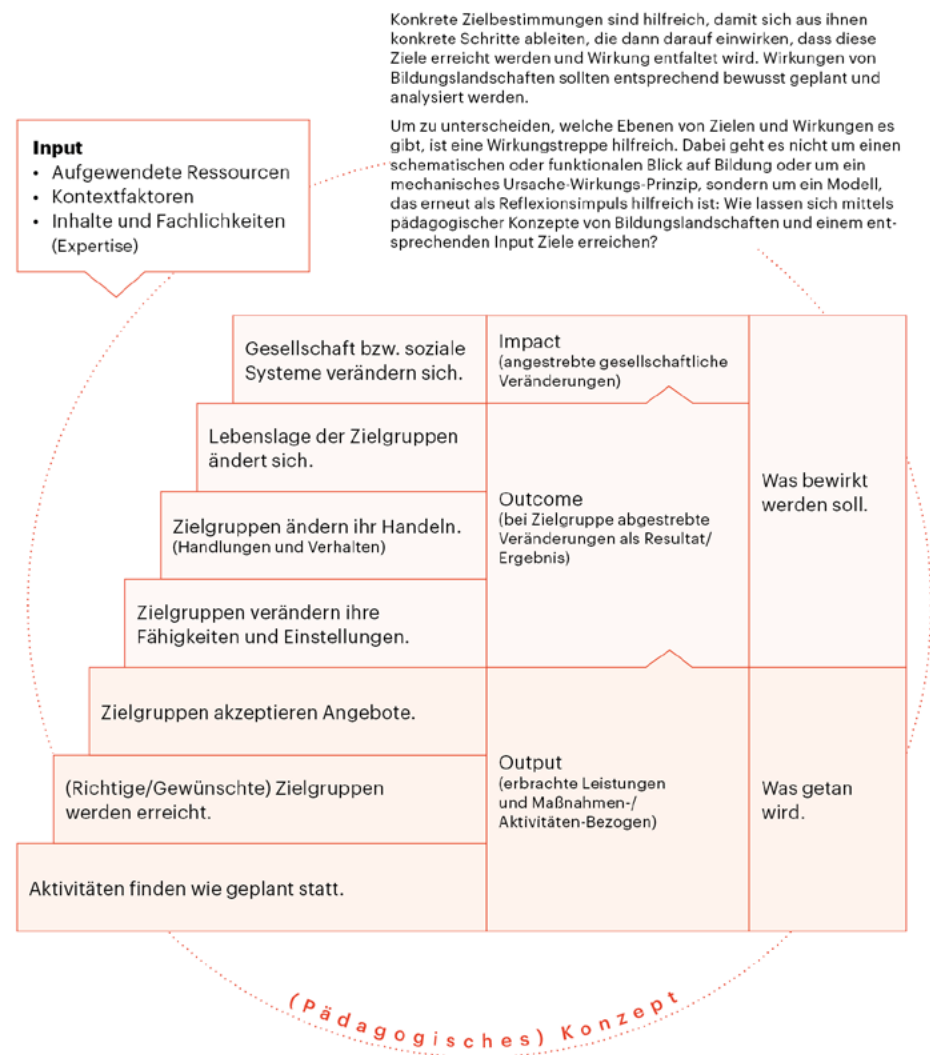 Konkrete Zielbestimmungen sind hilfreich, damit sich aus ihnen
konkrete Schritte ableiten, die dann darauf einwirken, dass diese
Ziele erreicht werden und Wirkung entfaltet wird. Wirkungen von
Bildungslandschaften sollten entsprechend bewusst geplant und
analysiert werden.
Um zu unterscheiden, welche Ebenen von Zielen und Wirkungen es
gibt, ist eine Wirkungstreppe hilfreich. Dabei geht es nicht um einen
schematischen oder funktionalen Blick auf Bildung oder um ein
mechanisches Ursache-Wirkungs-Prinzip, sondern um ein Modell,
das erneut als Reflexionsimpuls hilfreich ist: Wie lassen sich mittels
pädagogischer Konzepte von Bildungslandschaften und einem ent-
sprechenden Input Ziele erreichen?
Input
• Aufgewendete Ressourcen
• Kontextfaktoren
• Inhalte und Fachlichkeiten
(Expertise)
Gesellschaft bzw. soziale
Systeme verändern sich.
Impact
(angestrebte gesellschaftliche
Veränderungen)
Lebenslage der Zielgruppen
ändert sich.
Zielgruppen ändern ihr Handeln.
(Handlungen und Verhalten)
Zielgruppen verändern ihre
Fähigkeiten und Einstellungen.
Outcome
(bei Zielgruppe abgestrebte
Veränderungen als Resultat/
Ergebnis)
Was bewirkt
werden soll.
Zielgruppen akzeptieren Angebote.
(Richtige/Gewünschte) Zielgruppen
werden erreicht.
Aktivitäten finden wie geplant statt.
Output
(erbrachte Leistungen
und Maßnahmen-/
Aktivitäten-Bezogen)
Was getan
wird.
(Pädagogisches) Konzept